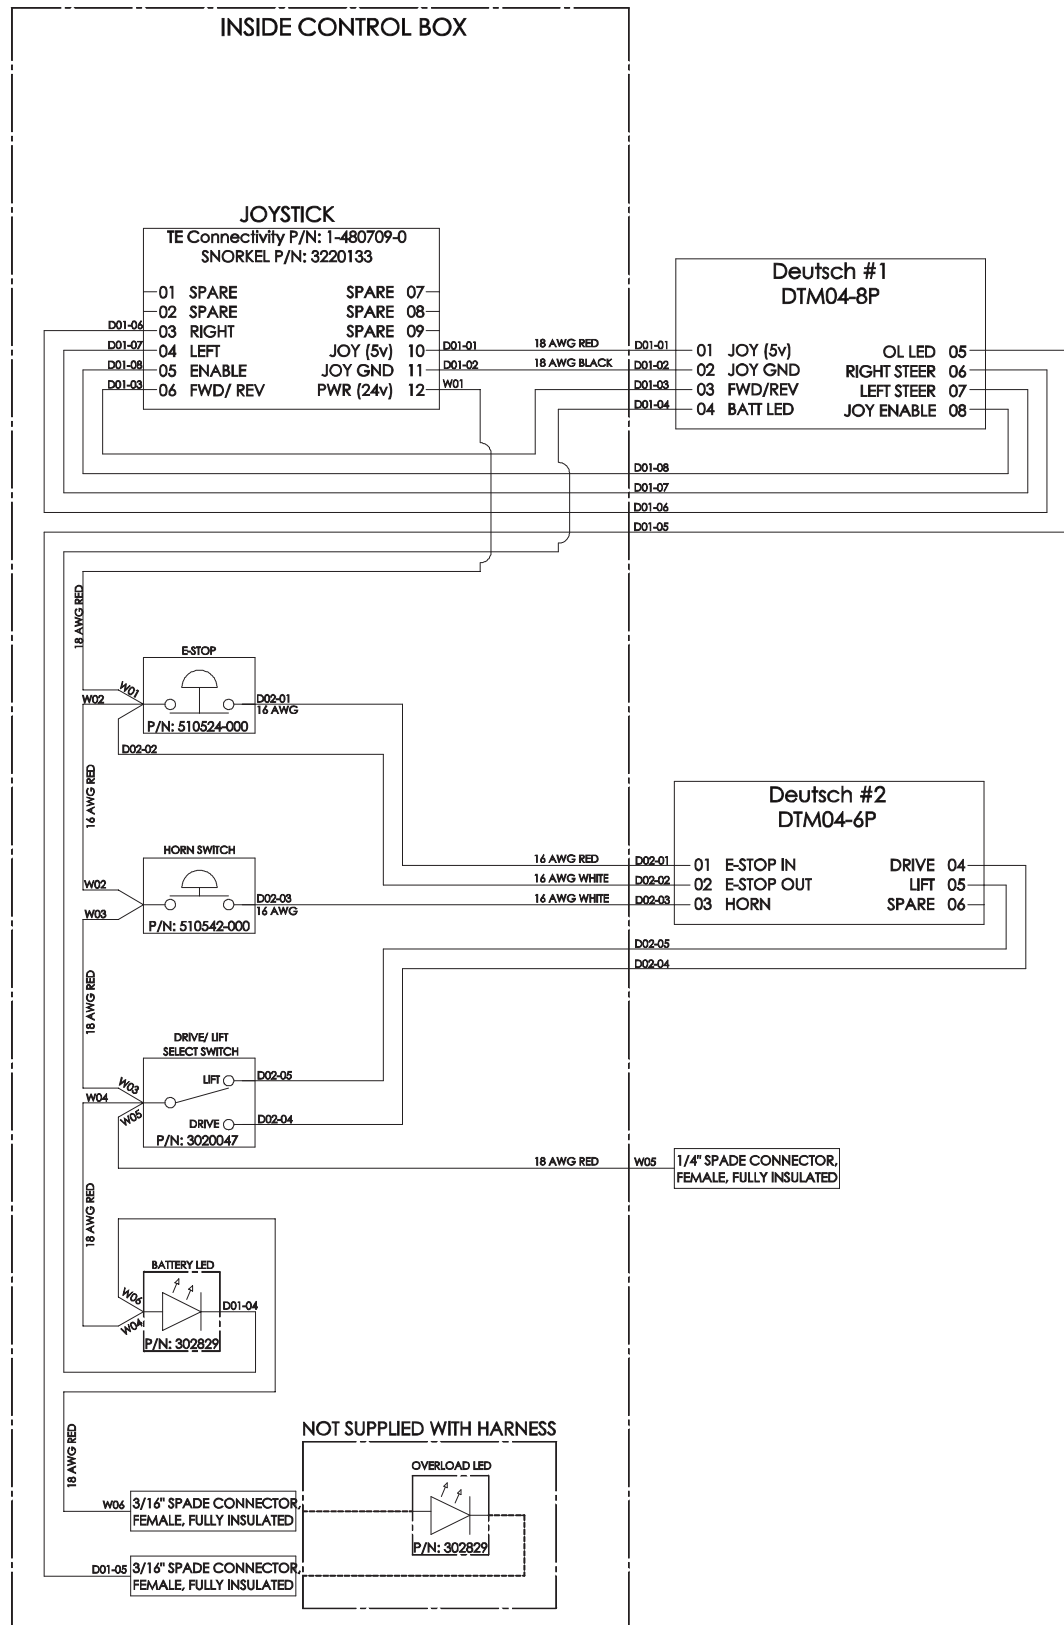 INSIDE CONTROL BOX
JOYSTICK
TE Connectivity P/N: 1-480709-0
SNORKEL P/N: 3220133
01 SPARE SPARE 07
02 SPARE SPARE 08
D01-06 03 RIGHT SPARE 09
D01-07 04 LEFT JOY (5v) 10 D01-01
D01-08 05 ENABLE JOY GND 11 D01-02
D01-03 06 FWD/ REV PWR (24v) 12 W01
18 AWG RED
18 AWG BLACK
Deutsch #1
DTM04-8P
D01-01 01 JOY (5v) OL LED 05
D01-02 02 JOY GND RIGHT STEER 06
D01-03 03 FWD/REV LEFT STEER 07
D01-04 04 BATT LED JOY ENABLE 08
D01-08
D01-07
D01-06
D01-05
18 AWG RED
E-STOP
W01
W02
D02-01
16 AWG
P/N: 510524-000
D02-02
16 AWG RED
HORN SWITCH
W02
D02-03
16 AWG
W03
P/N: 510542-000
Deutsch #2
DTM04-6P
16 AWG RED D02-01 01 E-STOP IN DRIVE 04
16 AWG WHITE D02-02 02 E-STOP OUT LIFT 05
16 AWG WHITE D02-03 03 HORN SPARE 06
D02-05
D02-04
18 AWG RED
DRIVE/ LIFT
SELECT SWITCH
W03
LIFT D02-05
W04
W05
DRIVE D02-04
P/N: 3020047
18 AWG RED W05
1/4" SPADE CONNECTOR,
FEMALE, FULLY INSULATED
18 AWG RED
BATTERY LED
W06
D01-04
W04
P/N: 302829
18 AWG RED
NOT SUPPLIED WITH HARNESS
OVERLOAD LED
P/N: 302829
W06 3/16" SPADE CONNECTOR,
FEMALE, FULLY INSULATED
D01-05 3/16" SPADE CONNECTOR,
FEMALE, FULLY INSULATED